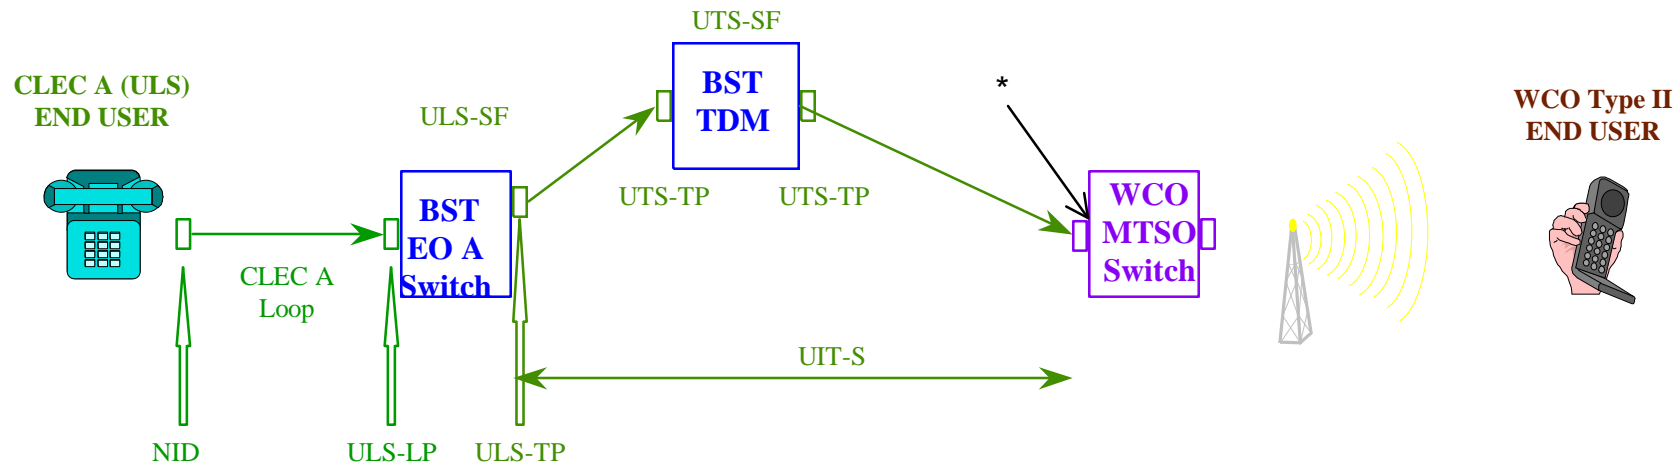 UTS-SF
CLEC A (ULS)
END USER
BST
TDM
*
WCO Type II
END USER
ULS-SF
UTS-TP
UTS-TP
BST
EO A
Switch
WCO
MTSO
Switch
CLEC A
Loop
UIT-S
NID
ULS-LP
ULS-TP